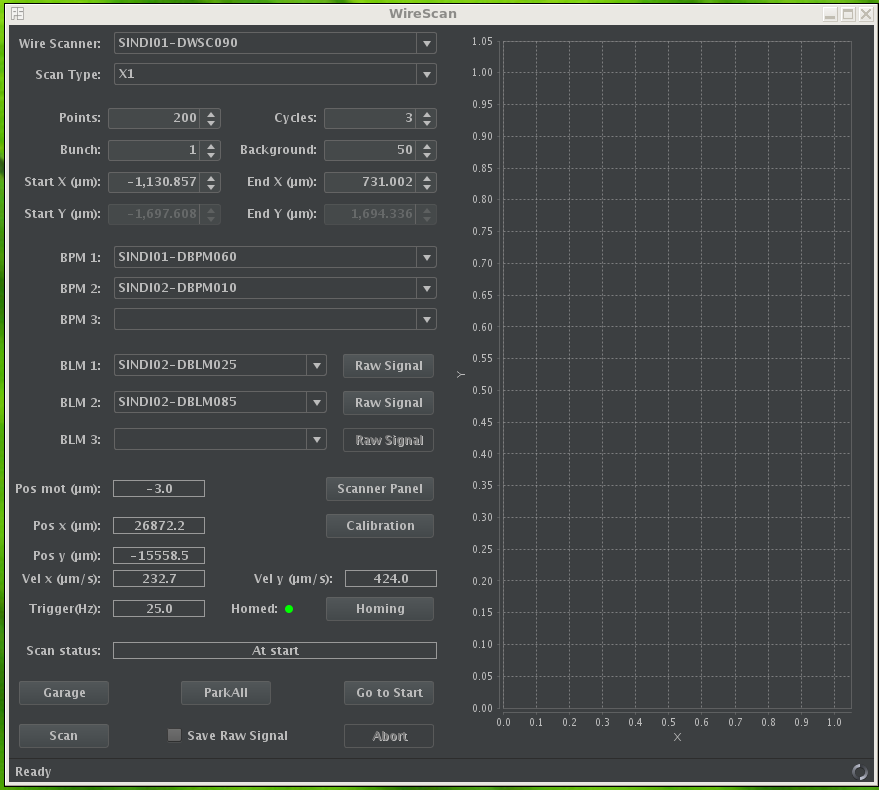 WireScan
Wire Scanner: SINDI01-DWSC090
Scan Type: X1
Points: 200 Cycles: 3
Bunch: 1 Background: 50
Start X (µm): -1,130.857 End X (µm): 731.002
Start Y (µm): -1,697.608 End Y (µm): 1,694.336
BPM 1: SINDI01-DBPM060
BPM 2: SINDI02-DBPM010
BPM 3:
BLM 1: SINDI02-DBLM025 Raw Signal
BLM 2: SINDI02-DBLM085 Raw Signal
BLM 3: Raw Signal
Pos mot (µm): -3.0 Scanner Panel
Pos x (µm): 26872.2 Calibration
Pos y (µm): -15558.5
Vel x (µm/s): 232.7 Vel y (µm/s): 424.0
Trigger(Hz): 25.0 Homed: Homing
Scan status: At start
Garage ParkAll Go to Start
Scan Save Raw Signal Abort
1.05
1.00
0.95
0.90
0.85
0.80
0.75
0.70
0.65
0.60
0.55
Y
0.50
0.45
0.40
0.35
0.30
0.25
0.20
0.15
0.10
0.05
0.00
0.0 0.1 0.2 0.3 0.4 0.5 0.6 0.7 0.8 0.9 1.0
X
Ready